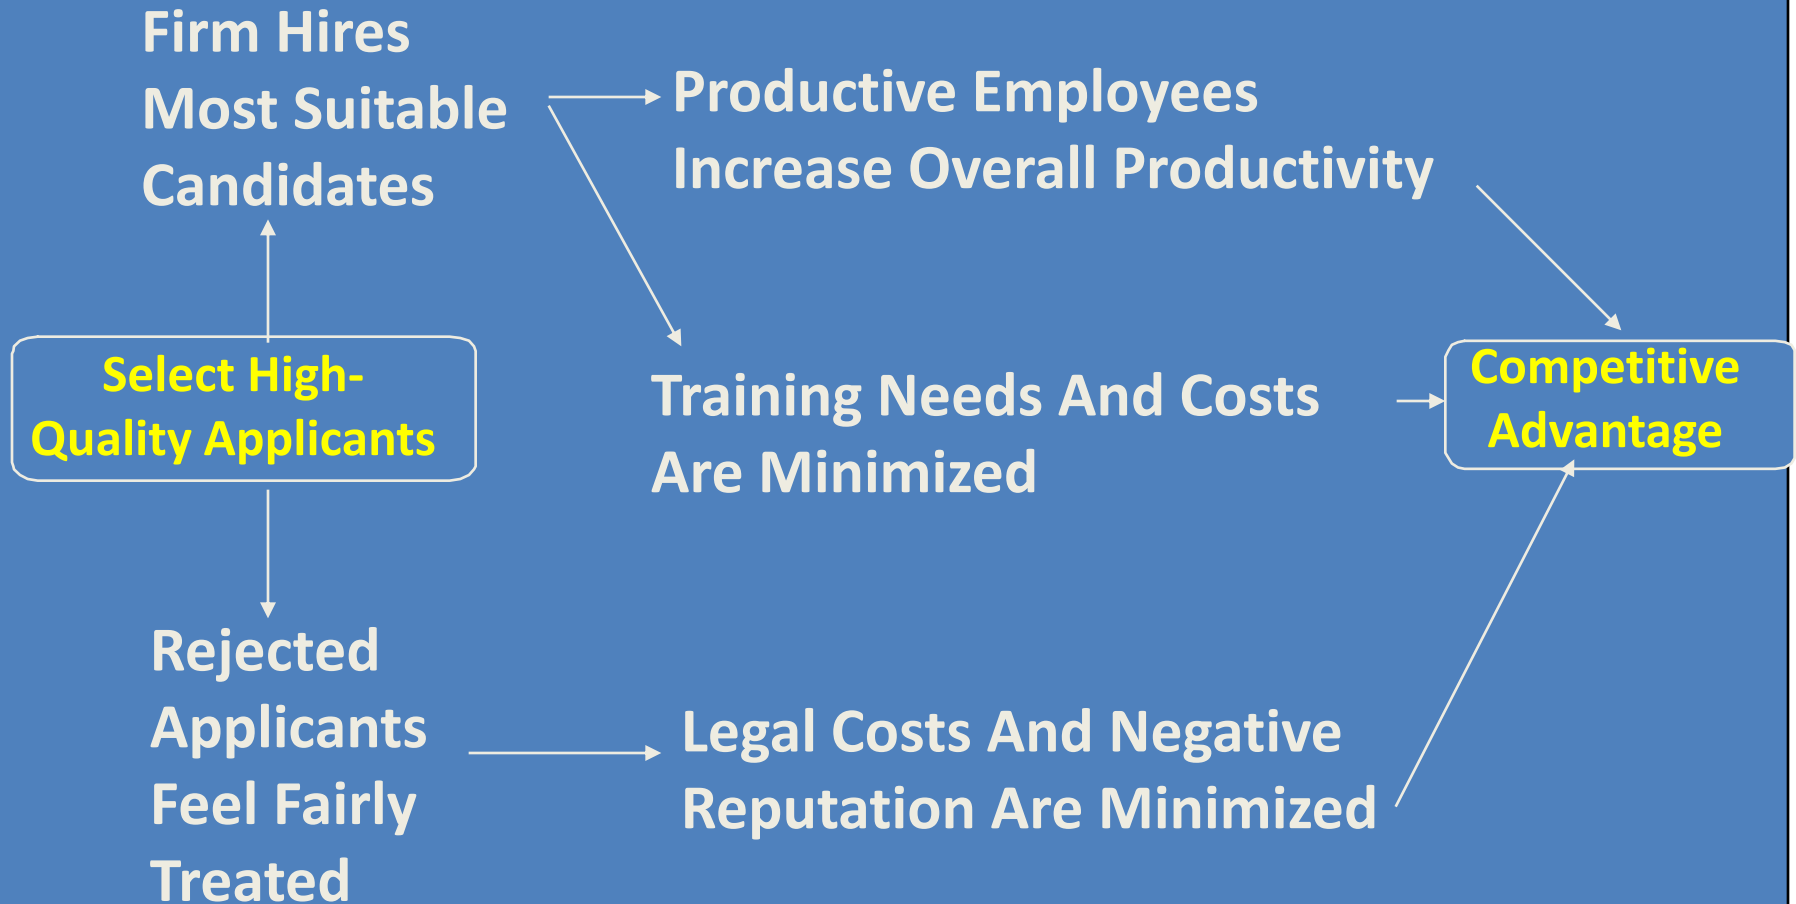 Firm Hires
Most Suitable
Candidates
Productive Employees
Increase Overall Productivity
Select High-
Quality Applicants
Training Needs And Costs
Are Minimized
Competitive
Advantage
Rejected
Applicants
Feel Fairly
Treated
Legal Costs And Negative
Reputation Are Minimized